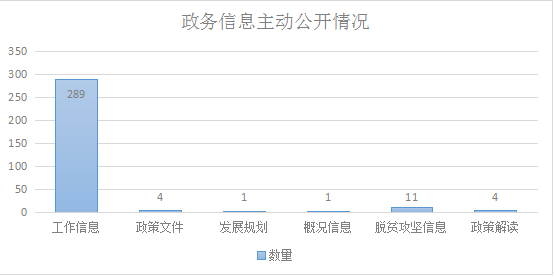 政务信息主动公开情况
350
300
250
200
150
100
50
0
289
4
1
1
11
4
工作信息
政策文件
发展规划
概况信息
脱贫攻坚信息
政策解读
数量